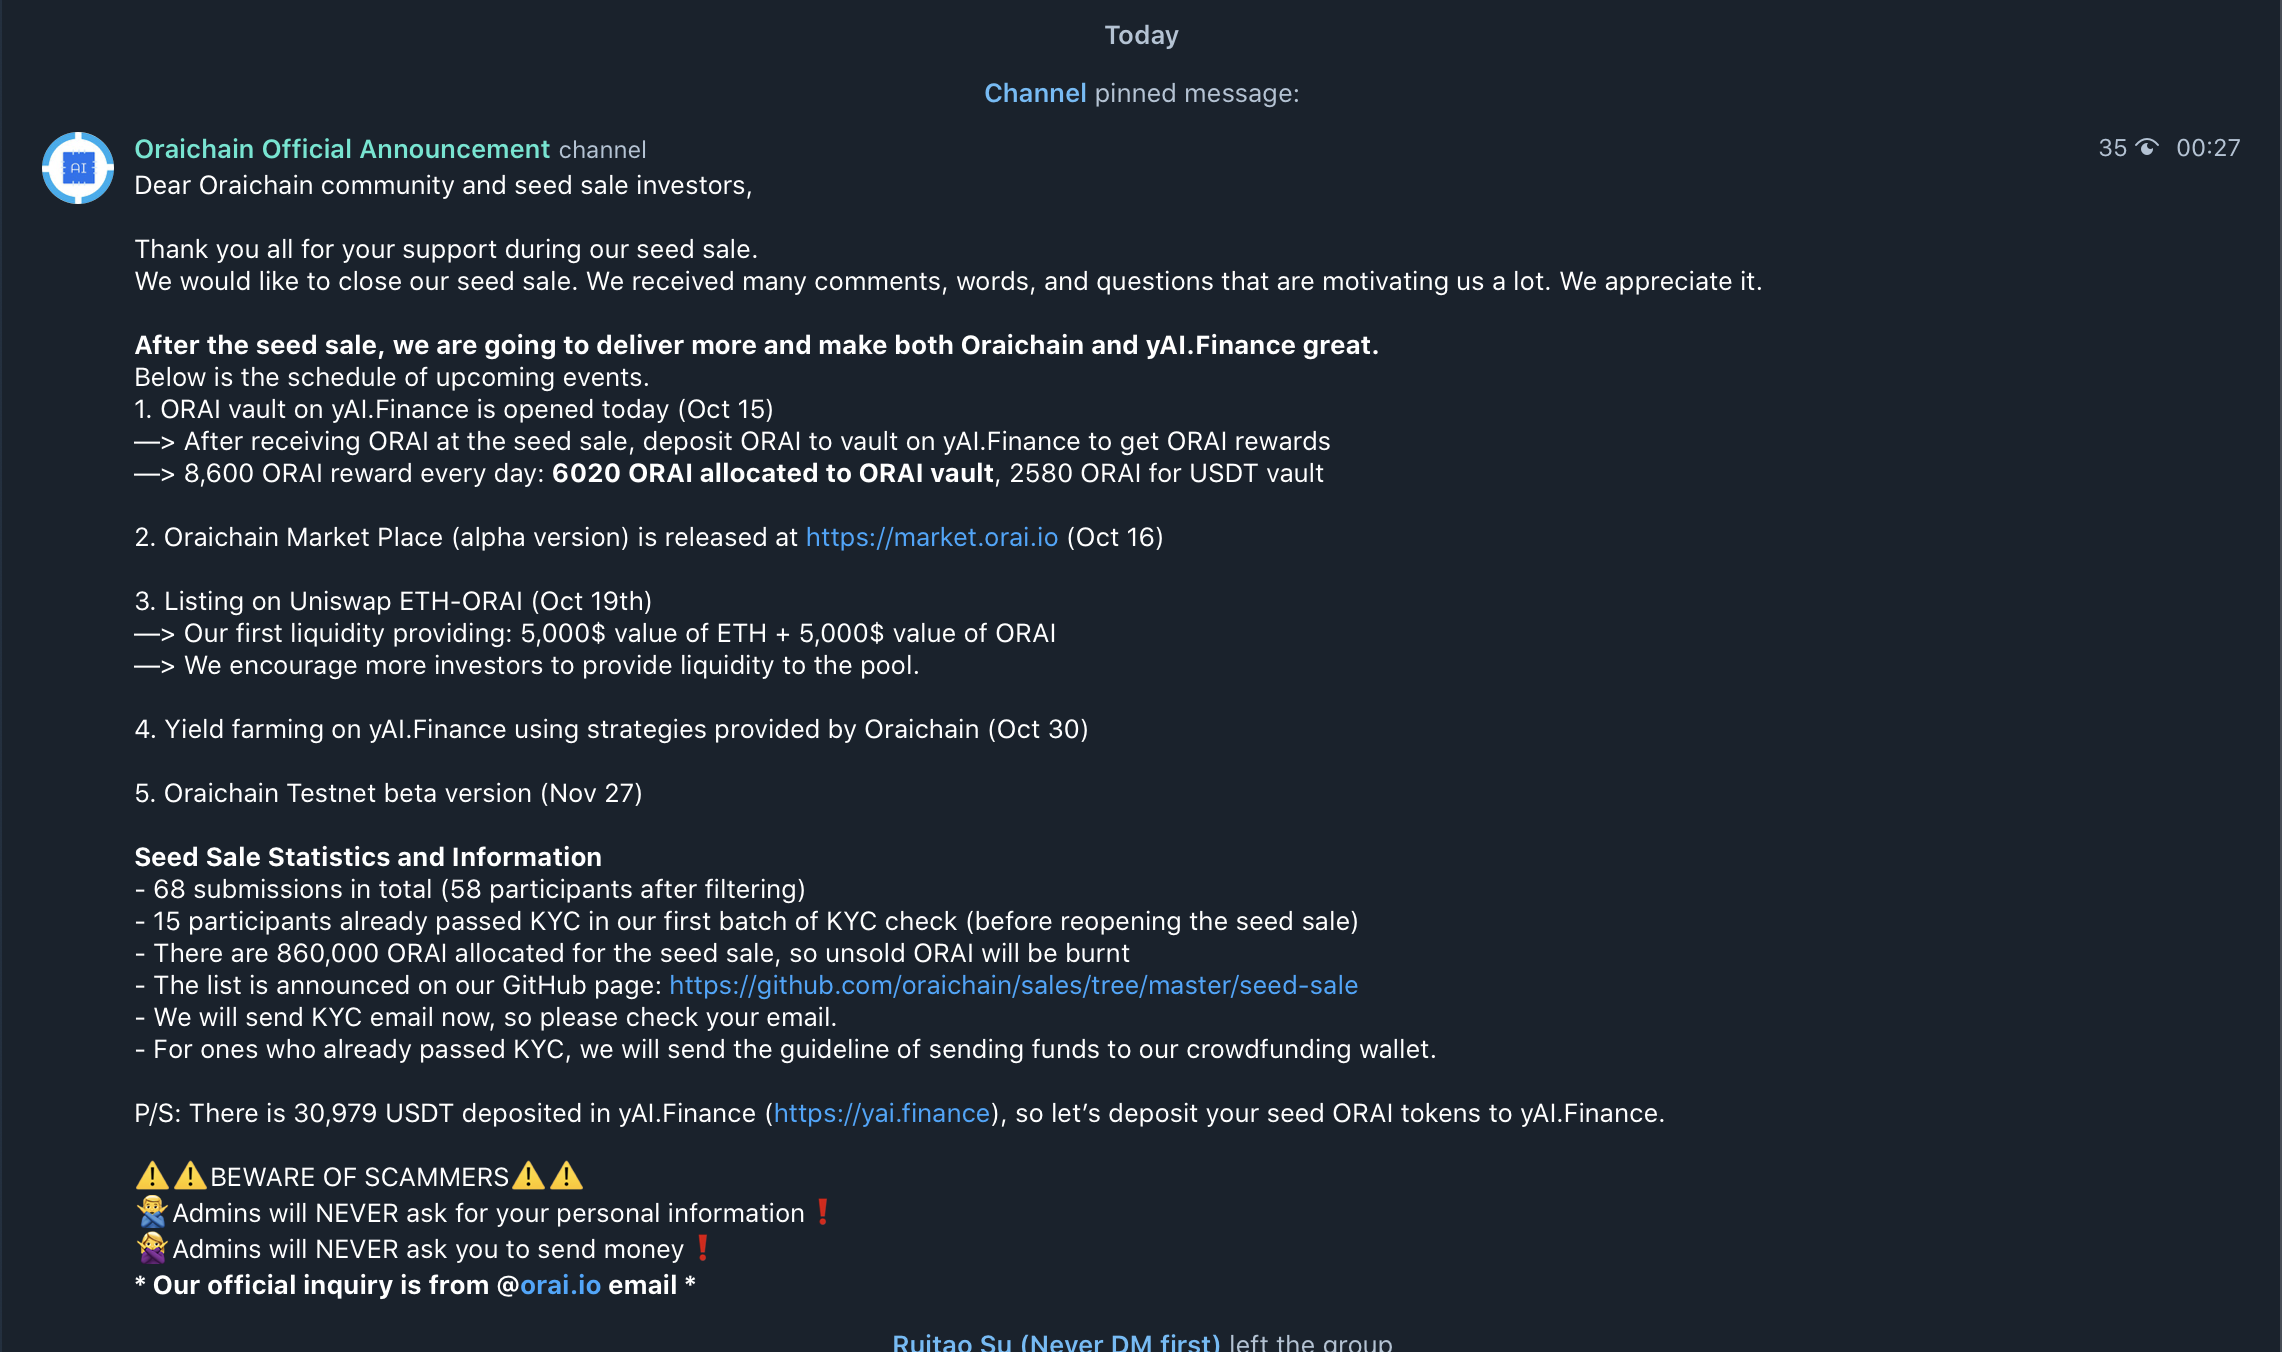 Today
Channel pinned message:
Oraichain Official Announcement channel 35 00:27
AI
Dear Oraichain community and seed sale investors,
Thank you all for your support during our seed sale.
We would like to close our seed sale. We received many comments, words, and questions that are motivating us a lot. We appreciate it.
After the seed sale, we are going to deliver more and make both Oraichain and yAI.Finance great.
Below is the schedule of upcoming events.
1. ORAI vault on yAI.Finance is opened today (Oct 15)
—> After receiving ORAI at the seed sale, deposit ORAI to vault on yAI.Finance to get ORAI rewards
—> 8,600 ORAI reward every day: 6020 ORAI allocated to ORAI vault, 2580 ORAI for USDT vault
2. Oraichain Market Place (alpha version) is released at https://market.orai.io (Oct 16)
3. Listing on Uniswap ETH-ORAI (Oct 19th)
—> Our first liquidity providing: 5,000$ value of ETH + 5,000$ value of ORAI
—> We encourage more investors to provide liquidity to the pool.
4. Yield farming on yAI.Finance using strategies provided by Oraichain (Oct 30)
5. Oraichain Testnet beta version (Nov 27)
Seed Sale Statistics and Information
- 68 submissions in total (58 participants after filtering)
- 15 participants already passed KYC in our first batch of KYC check (before reopening the seed sale)
- There are 860,000 ORAI allocated for the seed sale, so unsold ORAI will be burnt
- The list is announced on our GitHub page: https://github.com/oraichain/sales/tree/master/seed-sale
- We will send KYC email now, so please check your email.
- For ones who already passed KYC, we will send the guideline of sending funds to our crowdfunding wallet.
P/S: There is 30,979 USDT deposited in yAI.Finance (https://yai.finance), so let’s deposit your seed ORAI tokens to yAI.Finance.
⚠️⚠️BEWARE OF SCAMMERS⚠️⚠️
🙅‍♂️Admins will NEVER ask for your personal information❗
🙅‍♀️Admins will NEVER ask you to send money❗
* Our official inquiry is from @orai.io email *
Ruitao Su (Never DM first) left the group